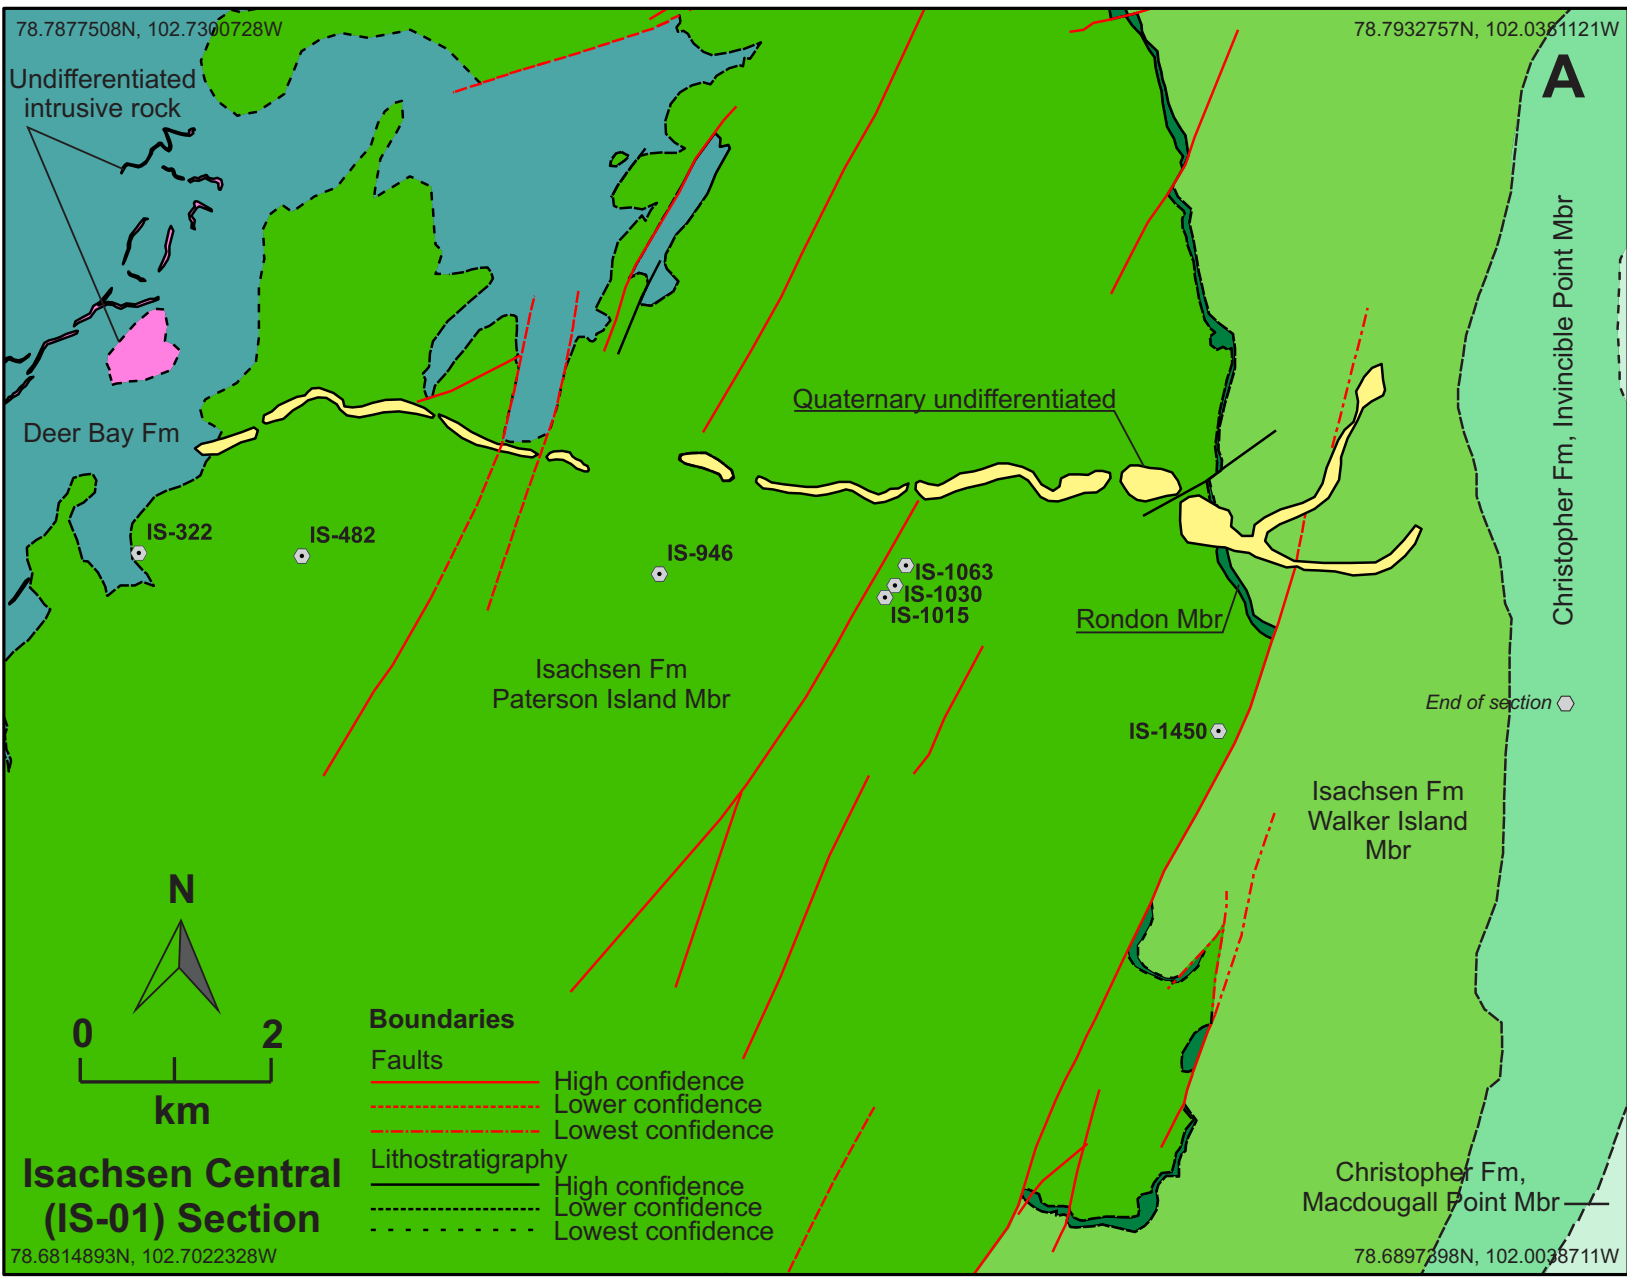 78.7877508N, 102.7300728W
78.7932757N, 102.0381121W
A
Undifferentiated
intrusive rock
Christopher Fm, Invincible Point Mbr
Quaternary undifferentiated
Deer Bay Fm
IS-322
IS-482
IS-946
IS-1063
IS-1030
IS-1015
Rondon Mbr
Isachsen Fm
Paterson Island Mbr
End of section
IS-1450
Isachsen Fm
Walker Island
Mbr
N
0 2
km
Boundaries
Faults
High confidence
Lower confidence
Lowest confidence
Lithostratigraphy
High confidence
Lower confidence
Lowest confidence
Isachsen Central
(IS-01) Section
Christopher Fm,
Macdougall Point Mbr
78.6814893N, 102.7022328W
78.6897398N, 102.0038711W